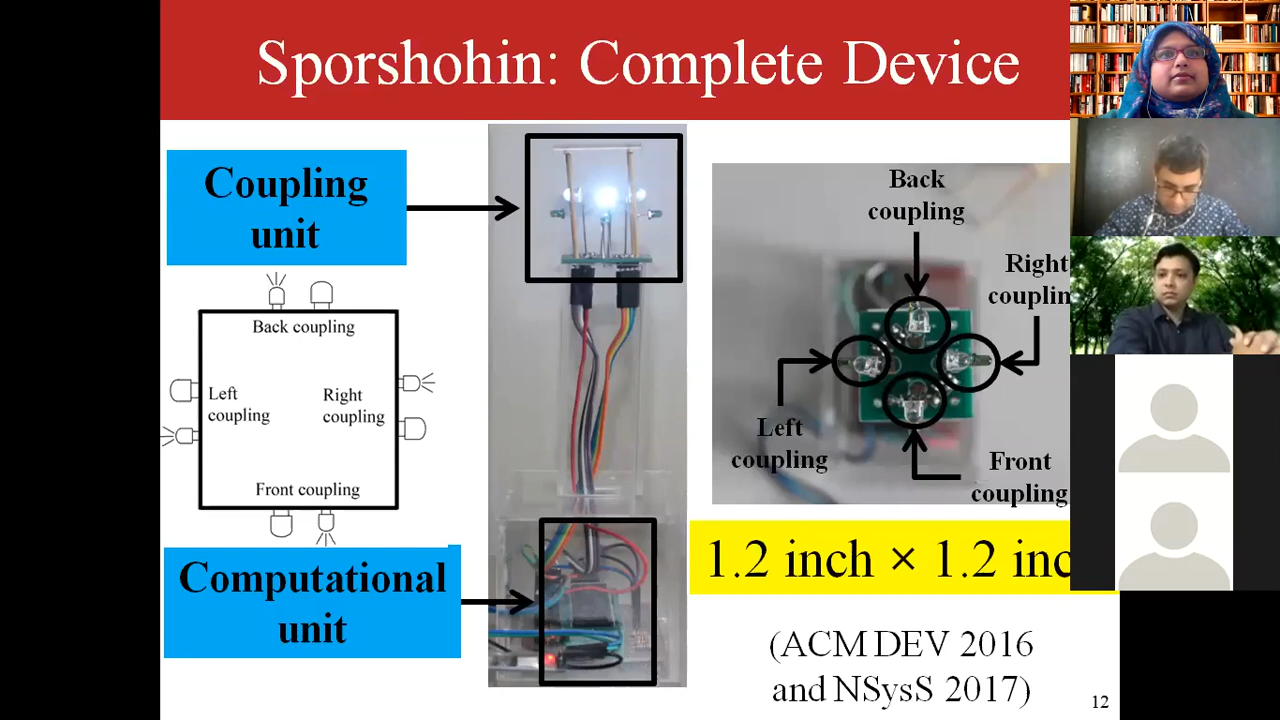 Sporshohin: Complete Device
Coupling
unit
Back coupling
Left
coupling
Right
coupling
Front coupling
Computational
unit
Back
coupling
Right
couplin
Left
coupling
Front
coupling
1.2 inch × 1.2 inc
(ACM DEV 2016
and NSysS 2017)
12